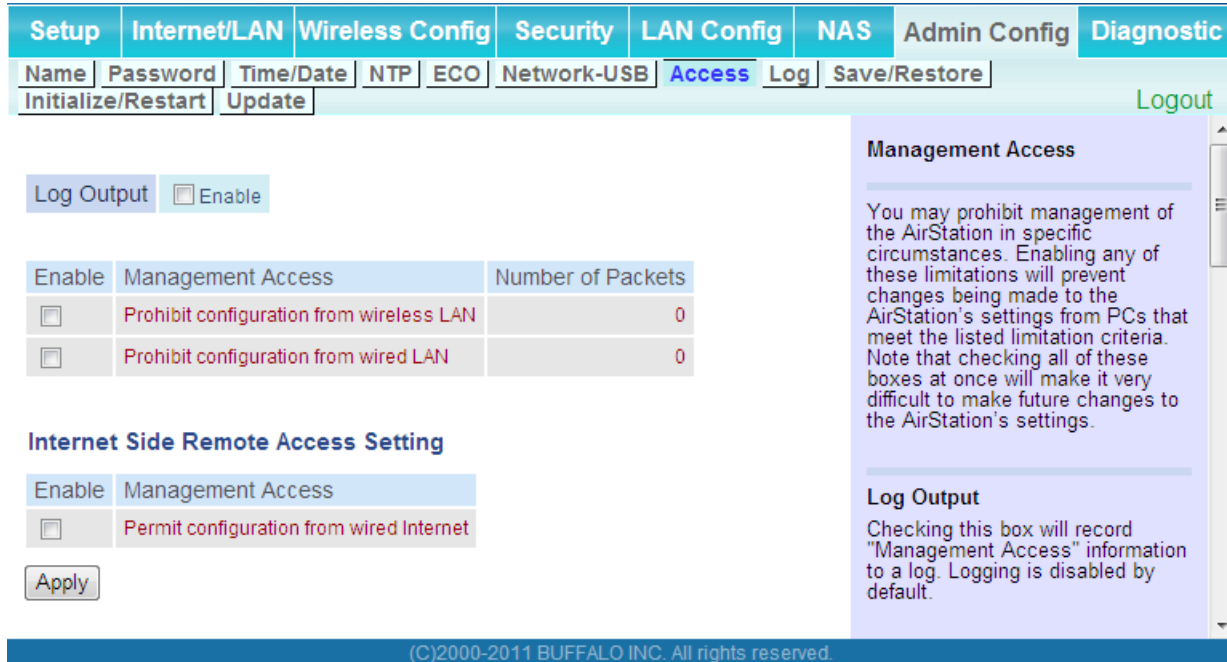 Setup Internet/LAN Wireless Config Security LAN Config NAS Admin Config Diagnostic
Name Password Time/Date NTP ECO Network-USB Access Log Save/Restore
Initialize/Restart Update
Logout
Log Output Enable
Enable Management Access Number of Packets
Prohibit configuration from wireless LAN 0
Prohibit configuration from wired LAN 0
Internet Side Remote Access Setting
Enable Management Access
Permit configuration from wired Internet
Apply
Management Access
You may prohibit management of
the AirStation in specific
circumstances. Enabling any of
these limitations will prevent
changes being made to the
AirStation's settings from PCs that
meet the listed limitation criteria.
Note that checking all of these
boxes at once will make it very
difficult to make future changes to
the AirStation's settings.
Log Output
Checking this box will record
"Management Access" information
to a log. Logging is disabled by
default.
(C)2000-2011 BUFFALO INC. All rights reserved.